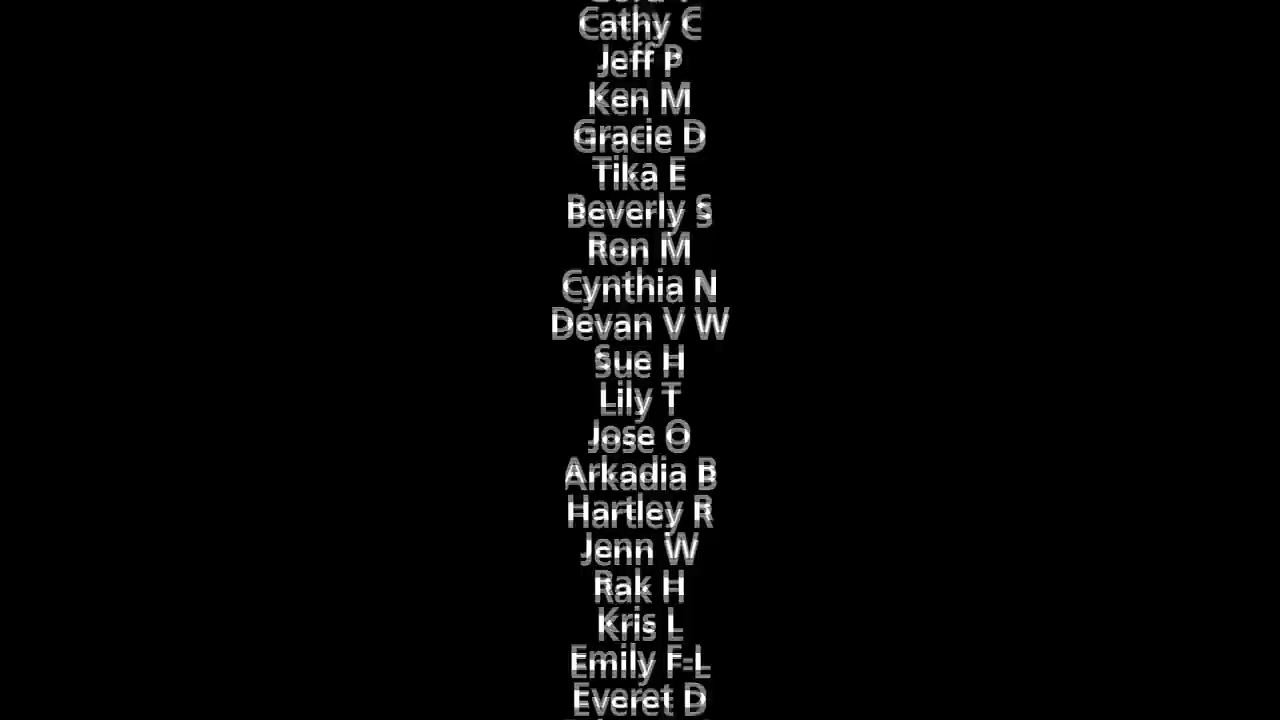 Cathy C
Jeff P
Ken M
Gracie D
Tika E
Beverly S
Ron M
Cynthia N
Devan V W
Sue H
Lily T
Jose O
Arkadia B
Hartley R
Jenn W
Rak H
Kris L
Emily F-L
Everet D